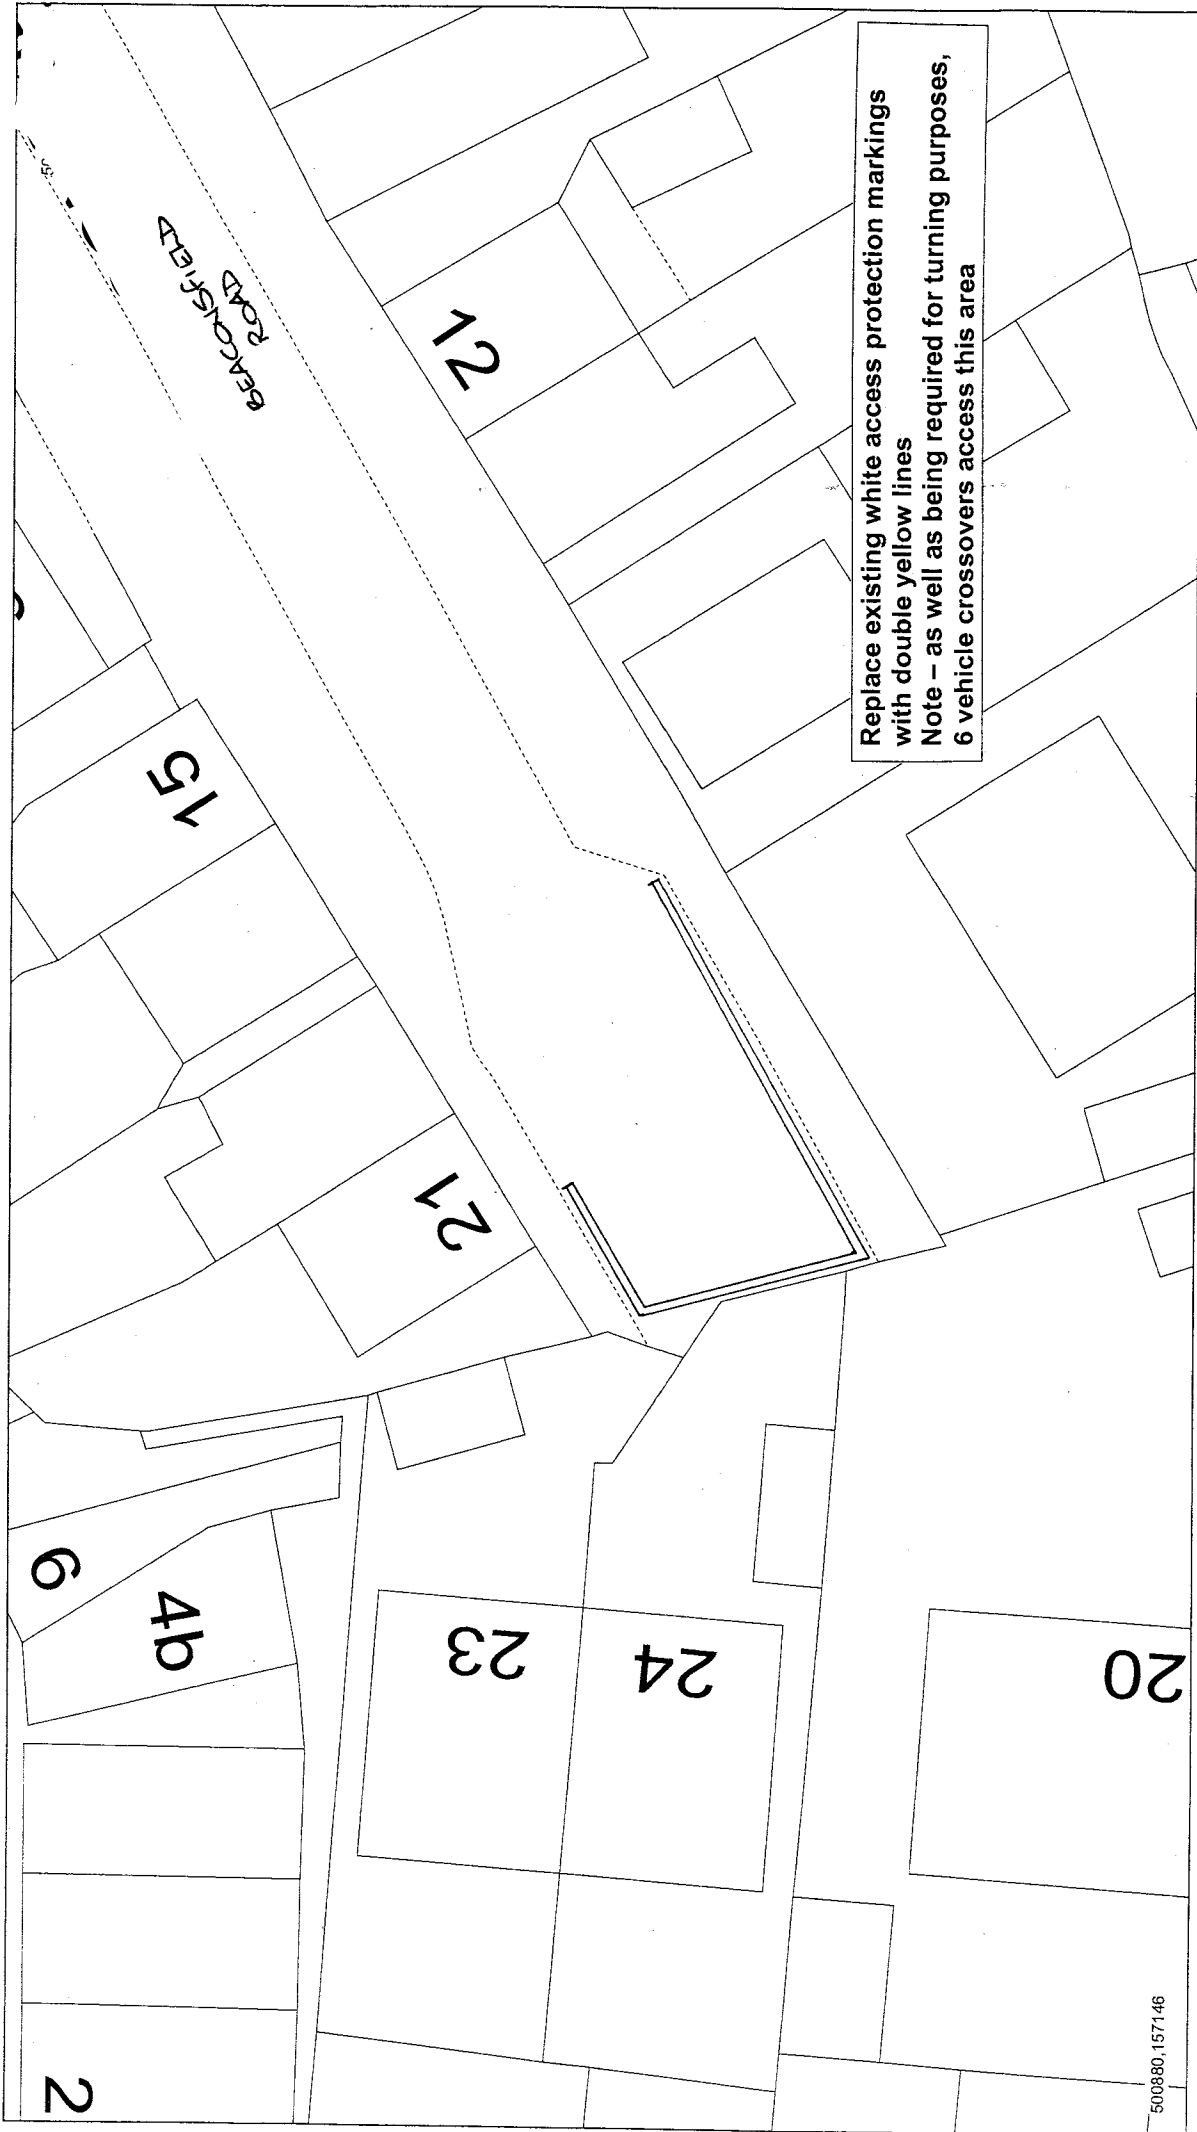 BEACONSFIELD
ROAD
12
15
21
Replace existing white access protection markings
with double yellow lines
Note – as well as being required for turning purposes,
6 vehicle crossovers access this area
6
4b
23
24
20
2
500880,157146